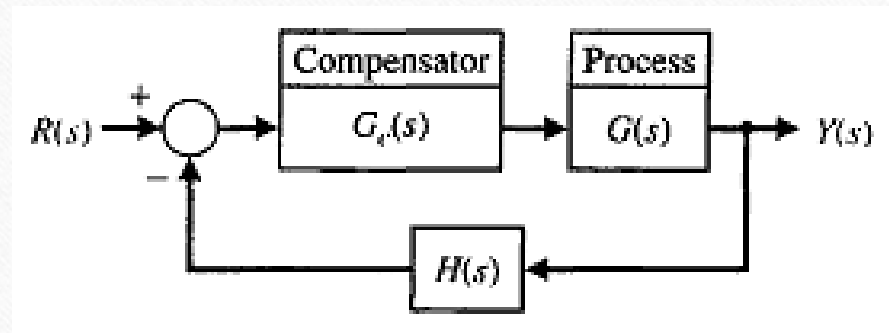 Compensator
Process
+
R(s)
G_c(s)
G(s)
Y(s)
−
H(s)